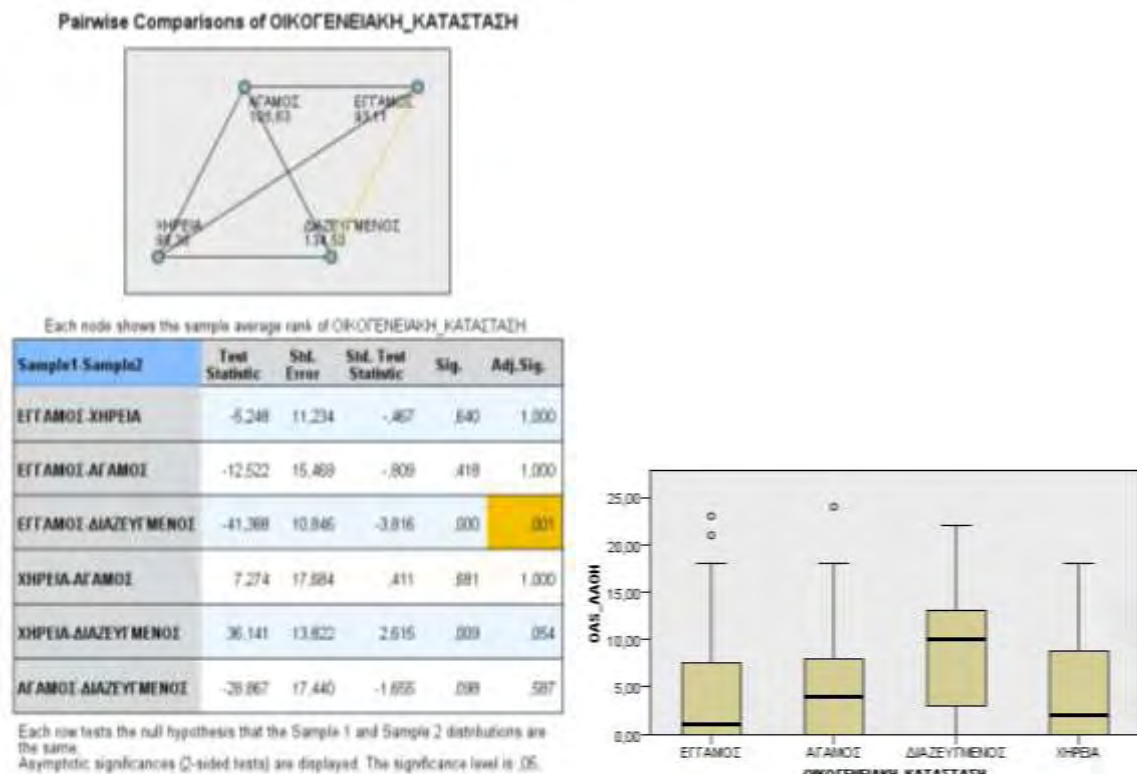 Pairwise Comparisons of ΟΙΚΟΓΕΝΕΙΑΚΗ_ΚΑΤΑΣΤΑΣΗ
ΑΓΑΜΟΣ
ΕΓΓΑΜΟΣ
ΧΗΡΕΙΑ
ΔΙΑΖΕΥΓΜΕΝΟΣ
Each node shows the sample average rank of ΟΙΚΟΓΕΝΕΙΑΚΗ_ΚΑΤΑΣΤΑΣΗ
Sample1-Sample2 Test Statistic Std. Error Std. Test Statistic Sig. Adj.Sig.
ΕΓΓΑΜΟΣ-ΧΗΡΕΙΑ 11,234 -,467 ,640 1,000
ΕΓΓΑΜΟΣ-ΑΓΑΜΟΣ -12,522 15,469 -,809 ,418 1,000
ΕΓΓΑΜΟΣ-ΔΙΑΖΕΥΓΜΕΝΟΣ 10,846 -3,816 ,000 ,001
ΧΗΡΕΙΑ-ΑΓΑΜΟΣ 7,274 17,684 ,411 ,681 1,000
ΧΗΡΕΙΑ-ΔΙΑΖΕΥΓΜΕΝΟΣ 36,141 13,822 2,615 ,009 ,054
ΑΓΑΜΟΣ-ΔΙΑΖΕΥΓΜΕΝΟΣ -28,867 17,440 -1,655 ,098 ,587
Each row tests the null hypothesis that the Sample 1 and Sample 2 distributions are
the same.
Asymptotic significances (2-sided tests) are displayed. The significance level is ,05.
25,00
20,00
15,00
10,00
5,00
0,00
OAS_ΛΑΘΗ
ΕΓΓΑΜΟΣ ΑΓΑΜΟΣ ΔΙΑΖΕΥΓΜΕΝΟΣ ΧΗΡΕΙΑ
ΟΙΚΟΓΕΝΕΙΑΚΗ_ΚΑΤΑΣΤΑΣΗ